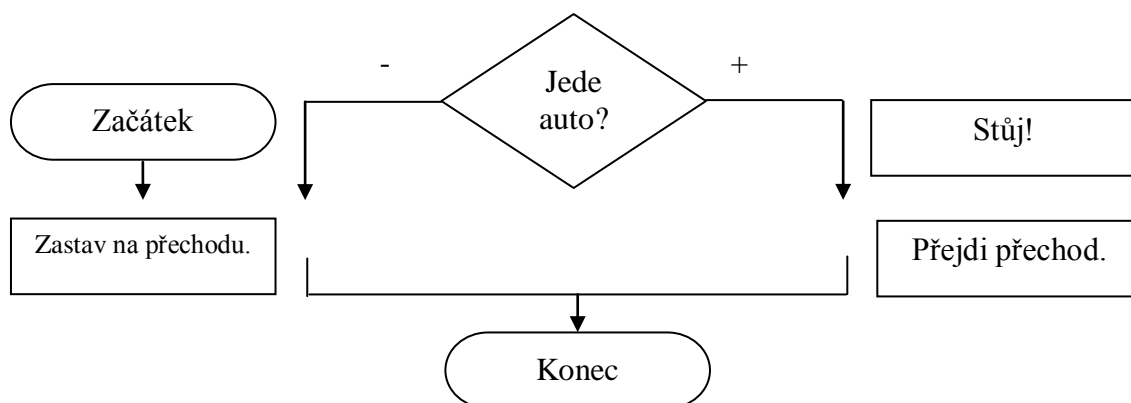 -
+
Jede
auto?
Začátek
Stůj!
Zastav na přechodu.
Přejdi přechod.
Konec